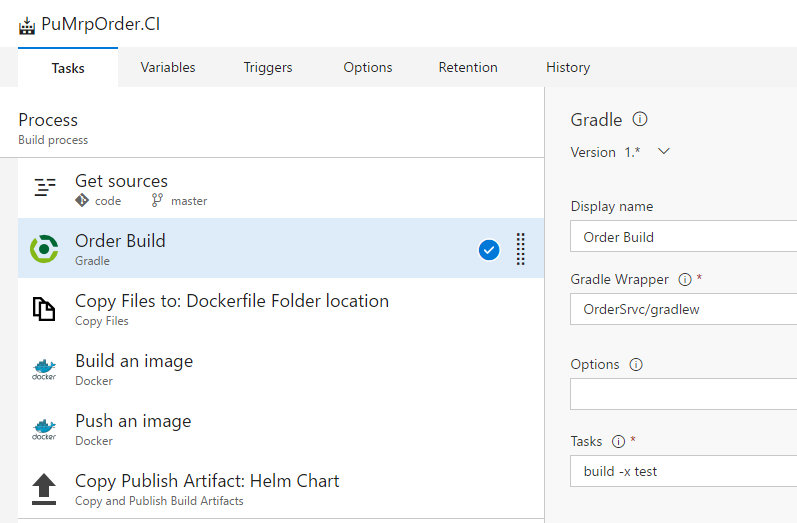 PuMrpOrder.CI
Tasks Variables Triggers Options Retention History
Process
Build process
Get sources
code master
Order Build
Gradle
Copy Files to: Dockerfile Folder location
Copy Files
docker
Build an image
Docker
docker
Push an image
Docker
Copy Publish Artifact: Helm Chart
Copy and Publish Build Artifacts
Gradle
Version 1.*
Display name
Order Build
Gradle Wrapper *
OrderSrvc/gradlew
Options
Tasks *
build -x test